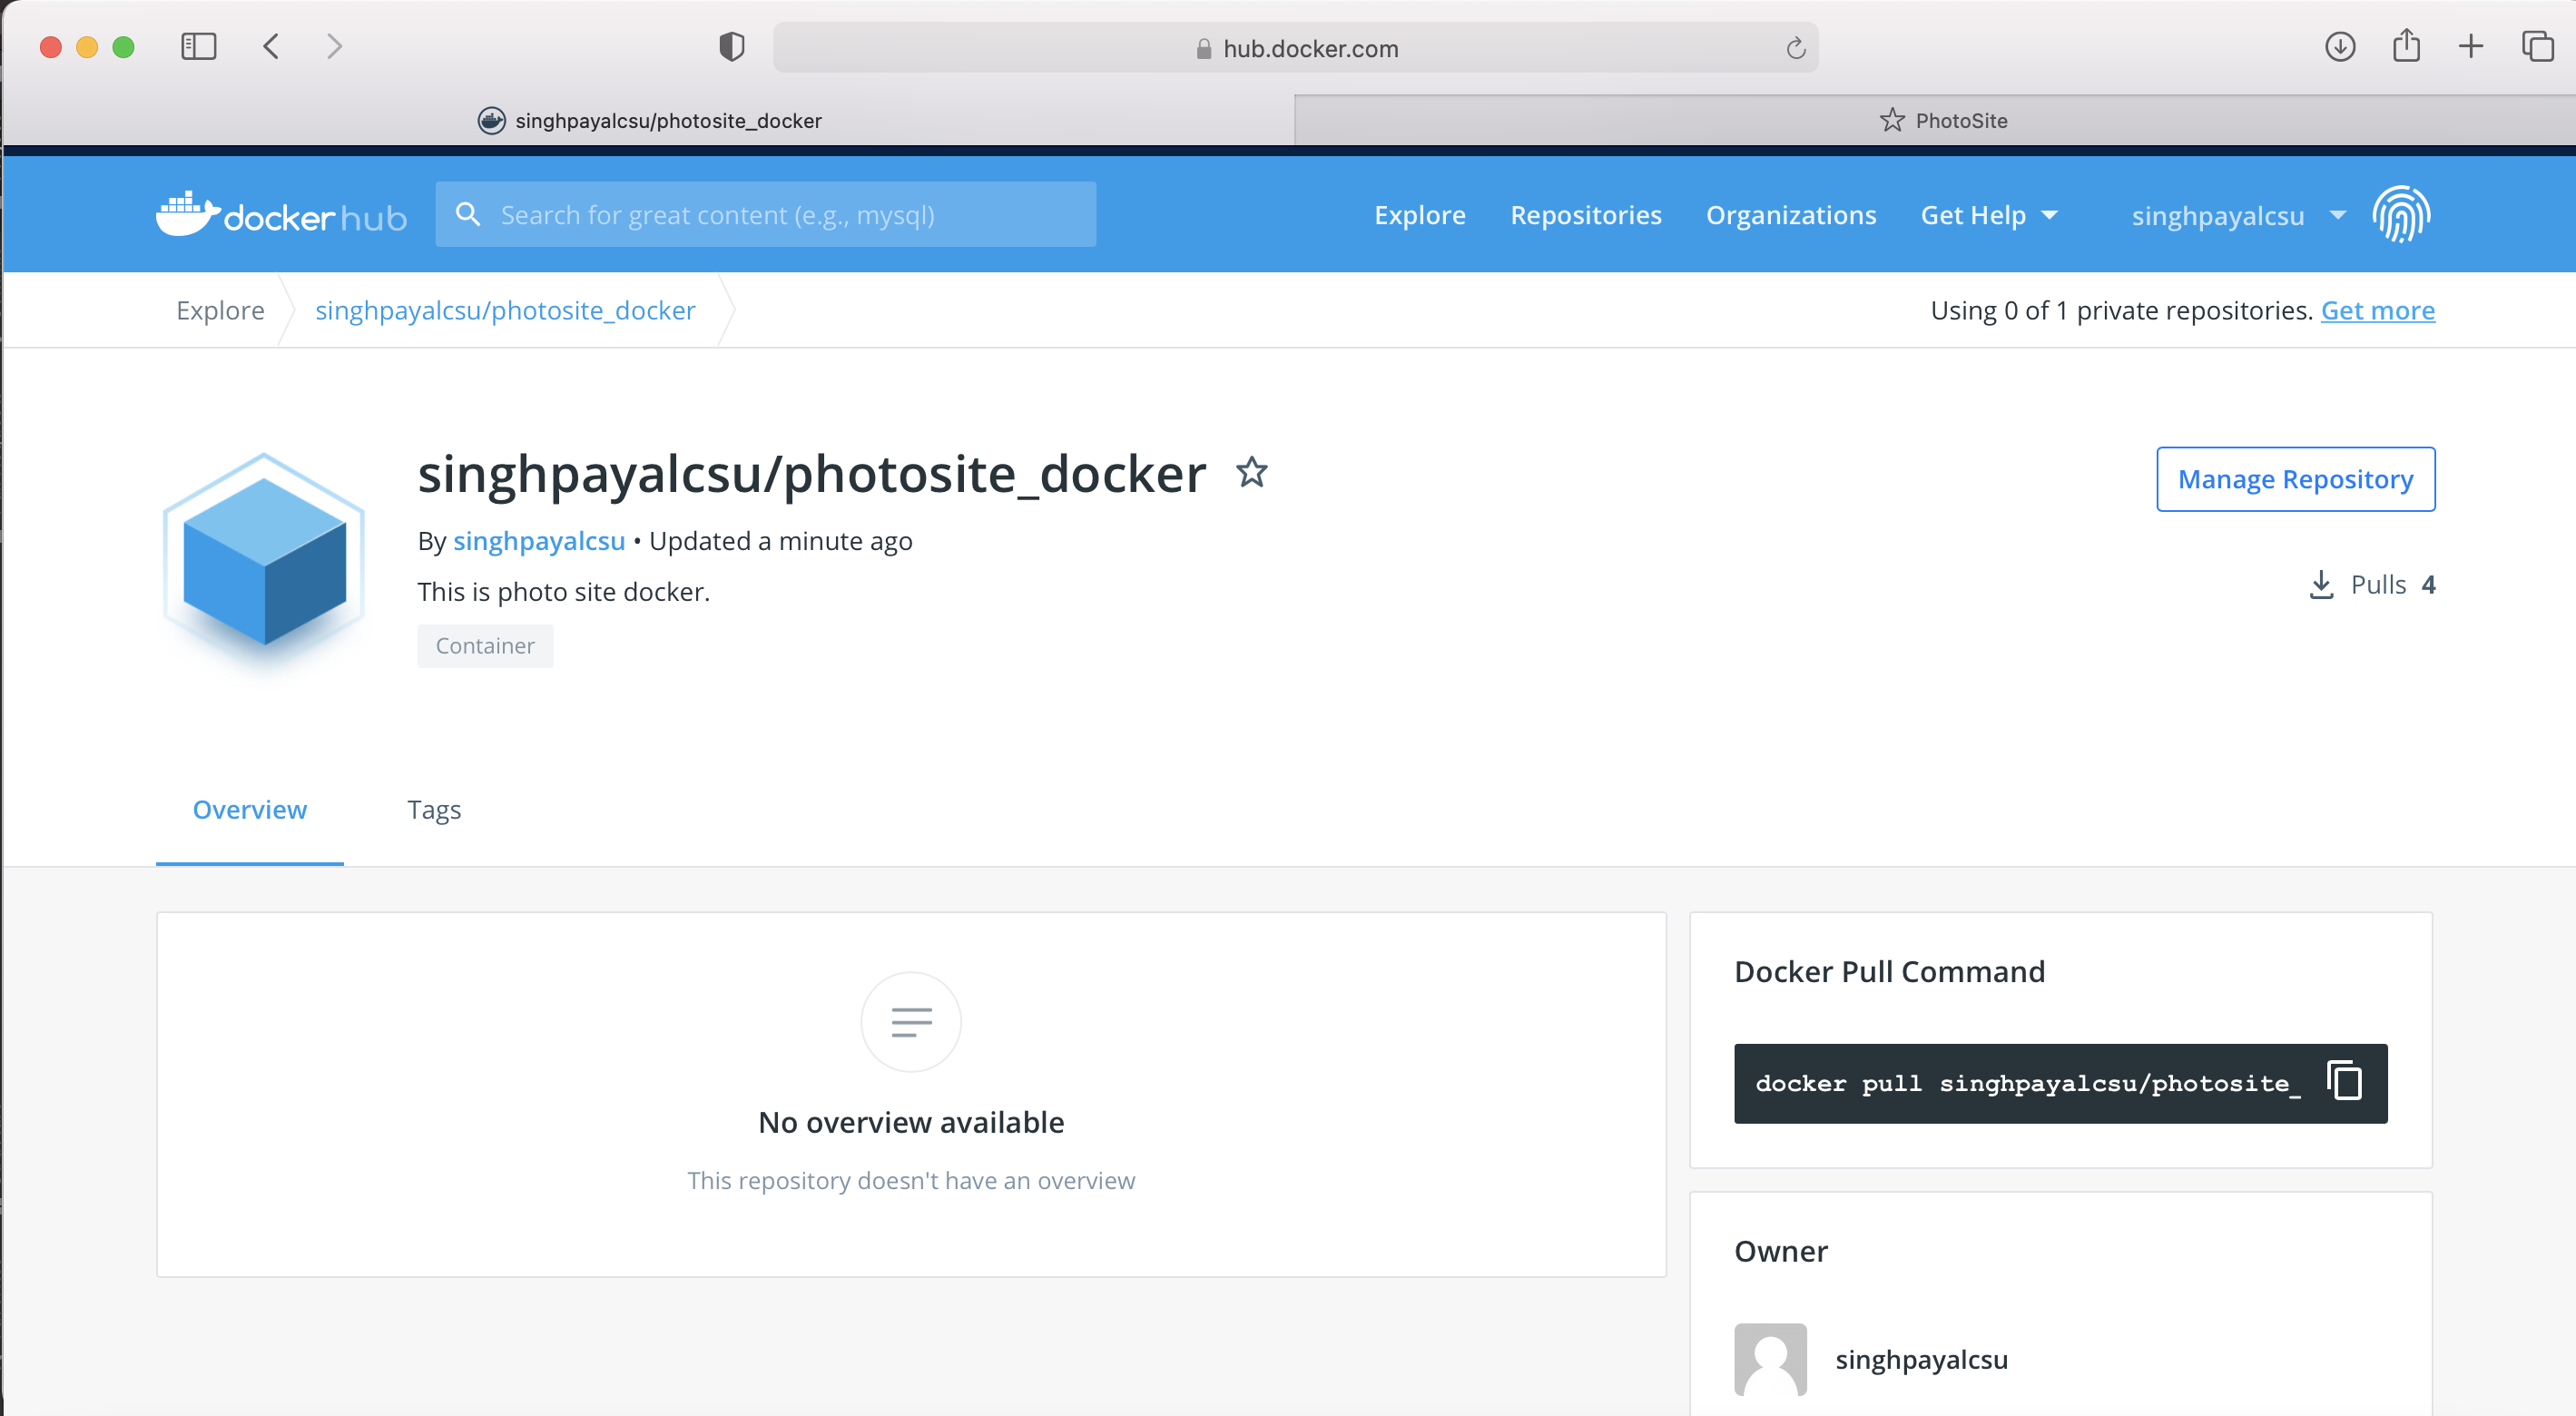 hub.docker.com
singhpayalcsu/photosite_docker
PhotoSite
docker hub
Search for great content (e.g., mysql)
Explore
Repositories
Organizations
Get Help
singhpayalcsu
Explore
singhpayalcsu/photosite_docker
Using 0 of 1 private repositories. Get more
singhpayalcsu/photosite_docker
Manage Repository
By singhpayalcsu • Updated a minute ago
Pulls 4
This is photo site docker.
Container
Overview
Tags
No overview available
This repository doesn't have an overview
Docker Pull Command
docker pull singhpayalcsu/photosite_
Owner
singhpayalcsu